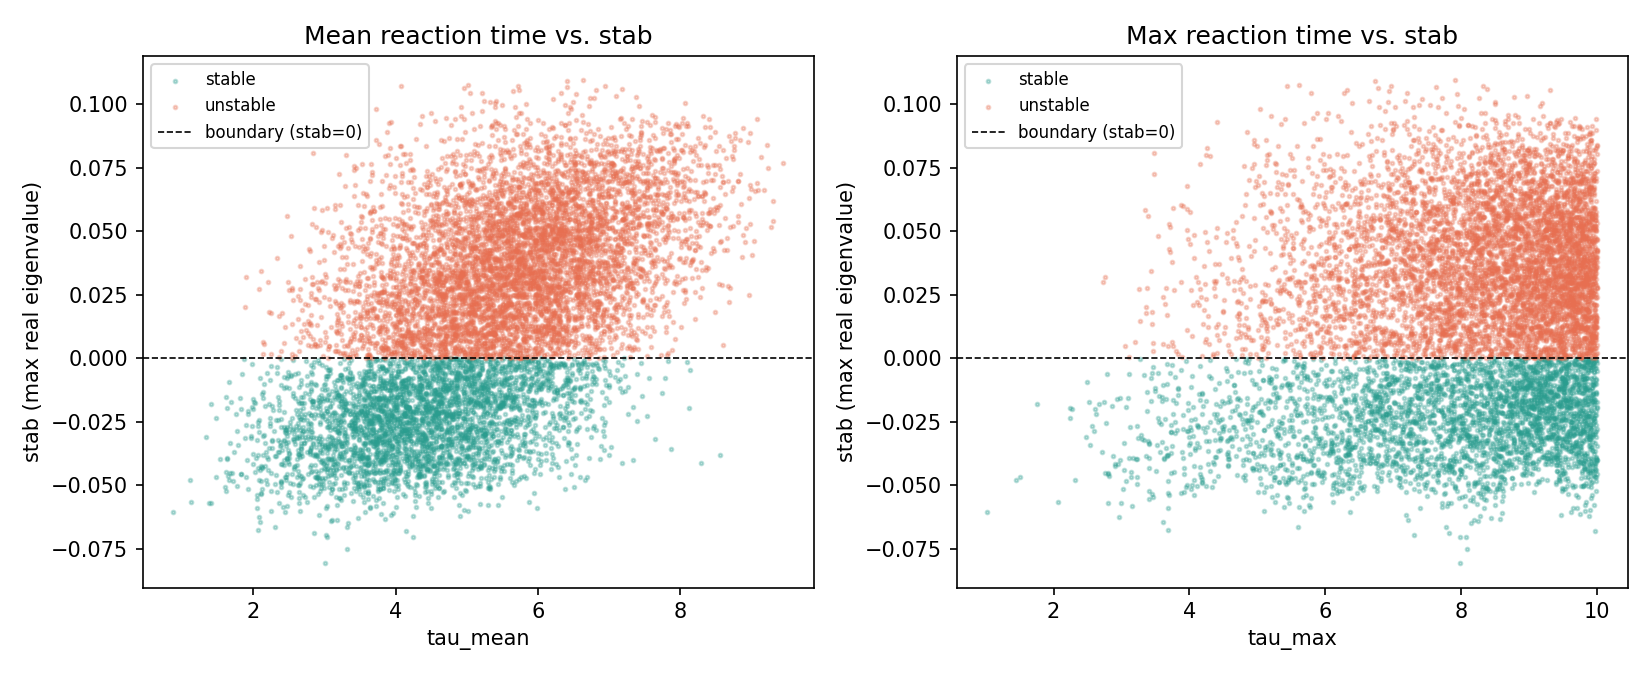 Mean reaction time vs. stab
stable
unstable
boundary (stab=0)
0.100
0.075
0.050
0.025
0.000
−0.025
−0.050
−0.075
stab (max real eigenvalue)
2
4
6
8
tau_mean
Max reaction time vs. stab
stable
unstable
boundary (stab=0)
0.100
0.075
0.050
0.025
0.000
−0.025
−0.050
−0.075
stab (max real eigenvalue)
2
4
6
8
10
tau_max